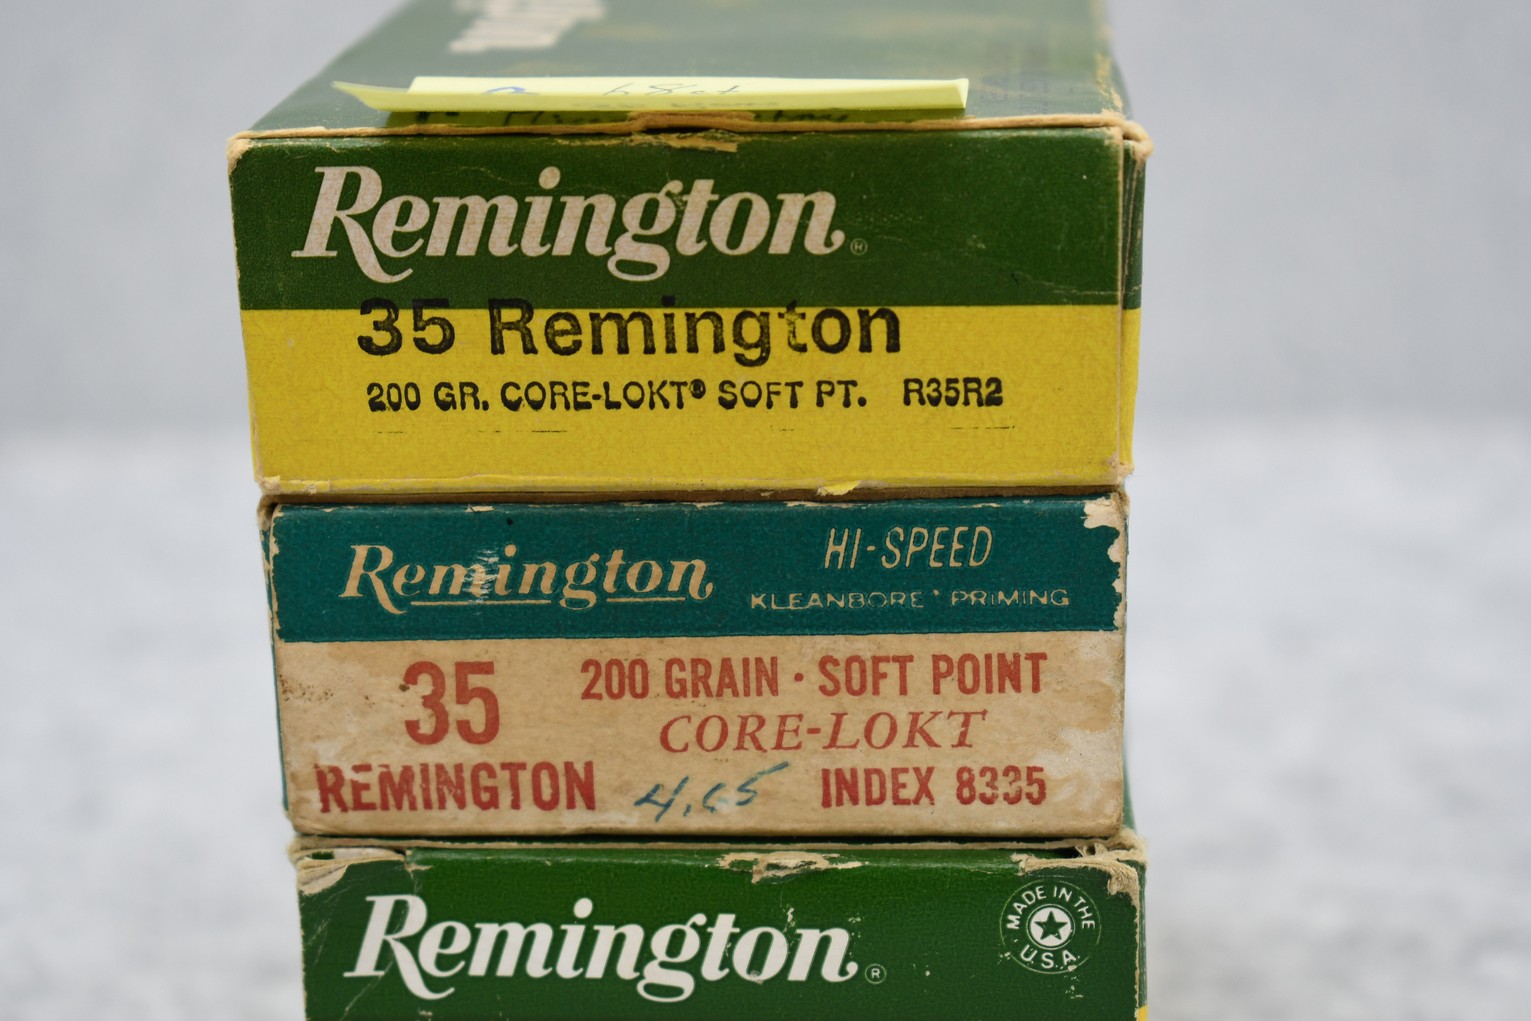 Remington®
35 Remington
200 GR. CORE-LOKT® SOFT PT. R35R2
Remington HI-SPEED
KLEANBORE PRIMING
35 200 GRAIN · SOFT POINT
CORE-LOKT
REMINGTON 4.65 INDEX 8335
Remington®
MADE IN THE U.S.A.